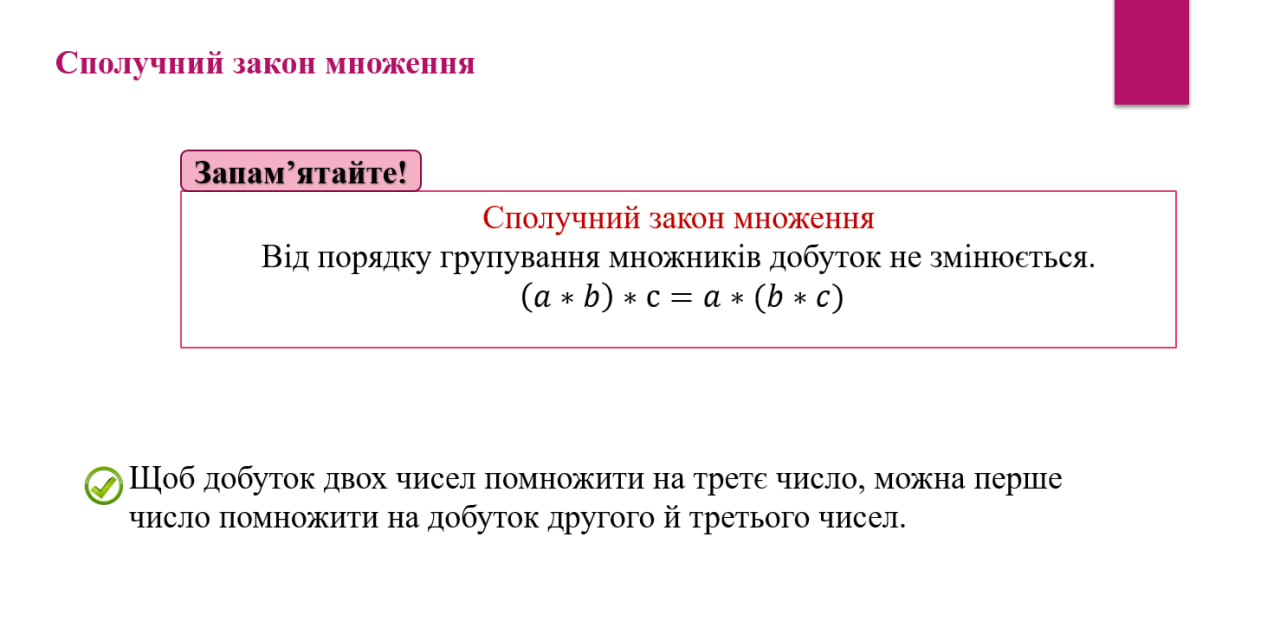 Сполучний закон множення
Запам’ятайте!
Сполучний закон множення
Від порядку групування множників добуток не змінюється.
(a ∗ b) ∗ c = a ∗ (b ∗ c)
Щоб добуток двох чисел помножити на третє число, можна перше
число помножити на добуток другого й третього чисел.